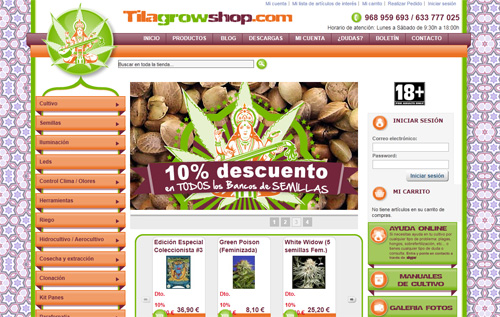 Mi cuenta | Mi lista de artículos de interés | Mi carrito | Realizar Pedido | Iniciar sesión
Tilagrowshop.com
968 959 693 / 633 777 025
Horario de atención: Lunes a Sábado de 9:30h a 18:00h
INICIO PRODUCTOS BLOG DESCARGAS MI CUENTA ¿DUDAS? BOLETÍN CONTACTO
Buscar en toda la tienda...
Cultivo
Semillas
Iluminación
Leds
Control Clima / Olores
Herramientas
Riego
Hidrocultivo / Aerocultivo
Cosecha y extracción
Clonación
Kit Panes
10% descuento
en TODOS los Bancos de SEMILLAS
1 2 3 4
Edición Especial Coleccionista #3
Dto. 10%
36,90 €
Green Poison (Feminizada)
Dto. 10%
8,10 €
White Widow (5 semillas Fem.)
Dto. 10%
25,20 €
18+
INICIAR SESIÓN
Correo electrónico:
Password:
Iniciar sesión
MI CARRITO
No tiene artículos en su carrito de compras.
AYUDA ONLINE
MANUALES DE CULTIVO
GALERIA FOTOS